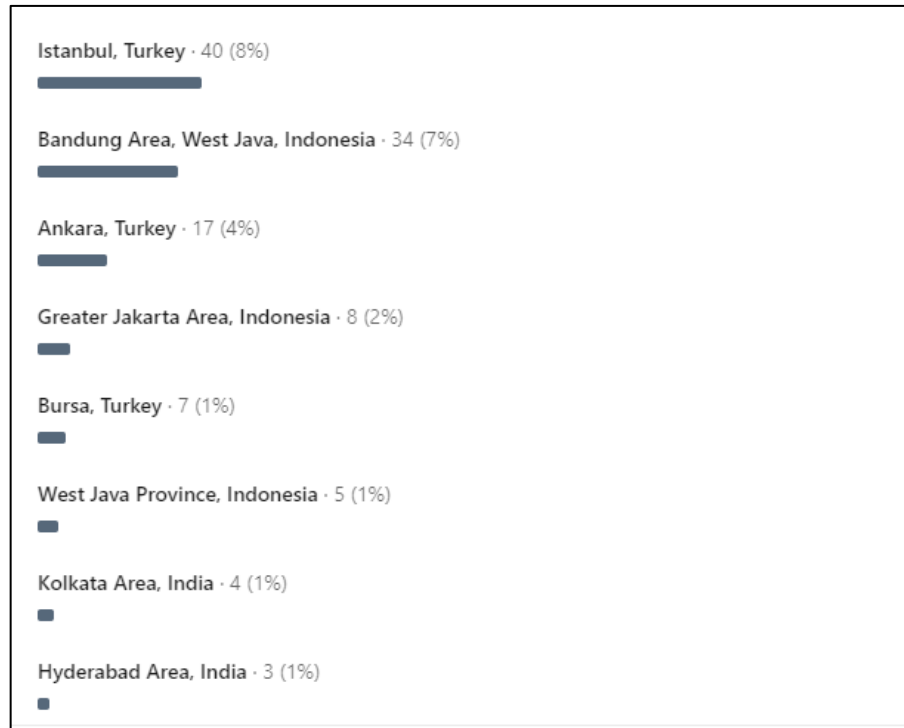 Istanbul, Turkey · 40 (8%)
Bandung Area, West Java, Indonesia · 34 (7%)
Ankara, Turkey · 17 (4%)
Greater Jakarta Area, Indonesia · 8 (2%)
Bursa, Turkey · 7 (1%)
West Java Province, Indonesia · 5 (1%)
Kolkata Area, India · 4 (1%)
Hyderabad Area, India · 3 (1%)